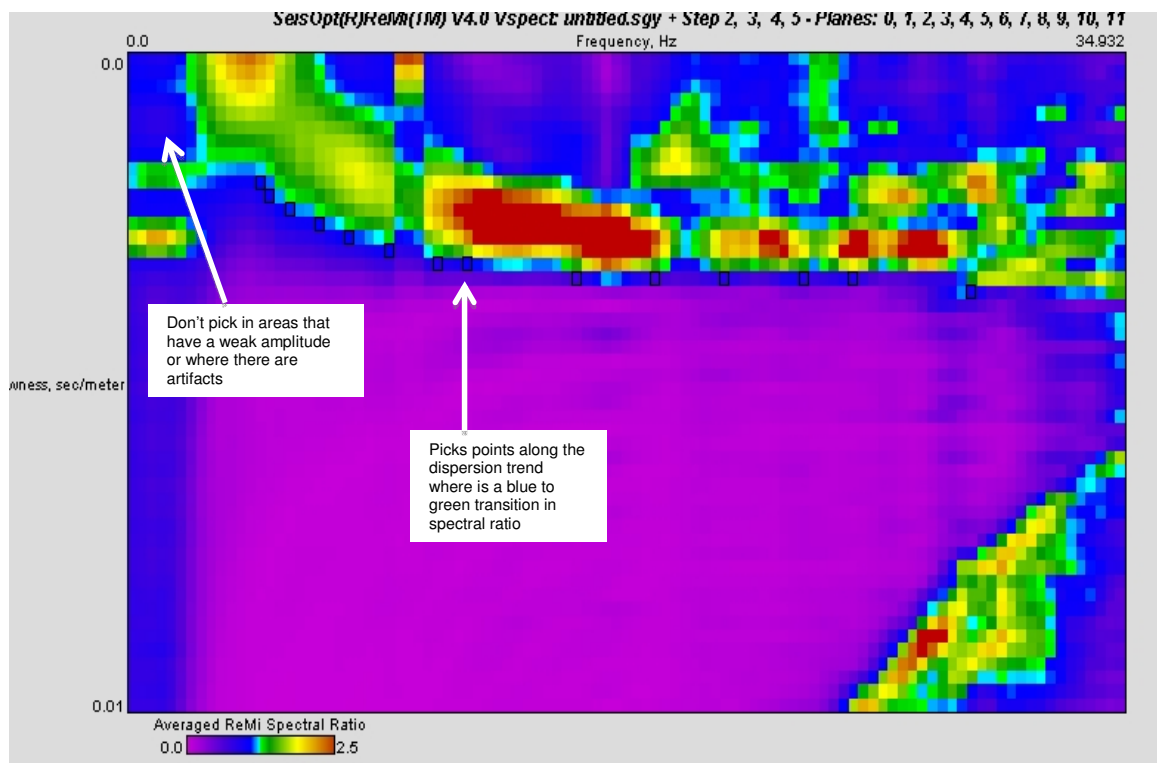 SeisOpt(R)ReMi(TM) V4.0 Vspect: untitled.sgy + Step 2, 3, 4, 5 - Planes: 0, 1, 2, 3, 4, 5, 6, 7, 8, 9, 10, 11
0.0 Frequency, Hz 34.932
0.0
Don't pick in areas that
have a weak amplitude
or where there are
artifacts
sec/meter
Picks points along the
dispersion trend
where is a blue to
green transition in
spectral ratio
0.01
Averaged ReMi Spectral Ratio
0.0 2.5